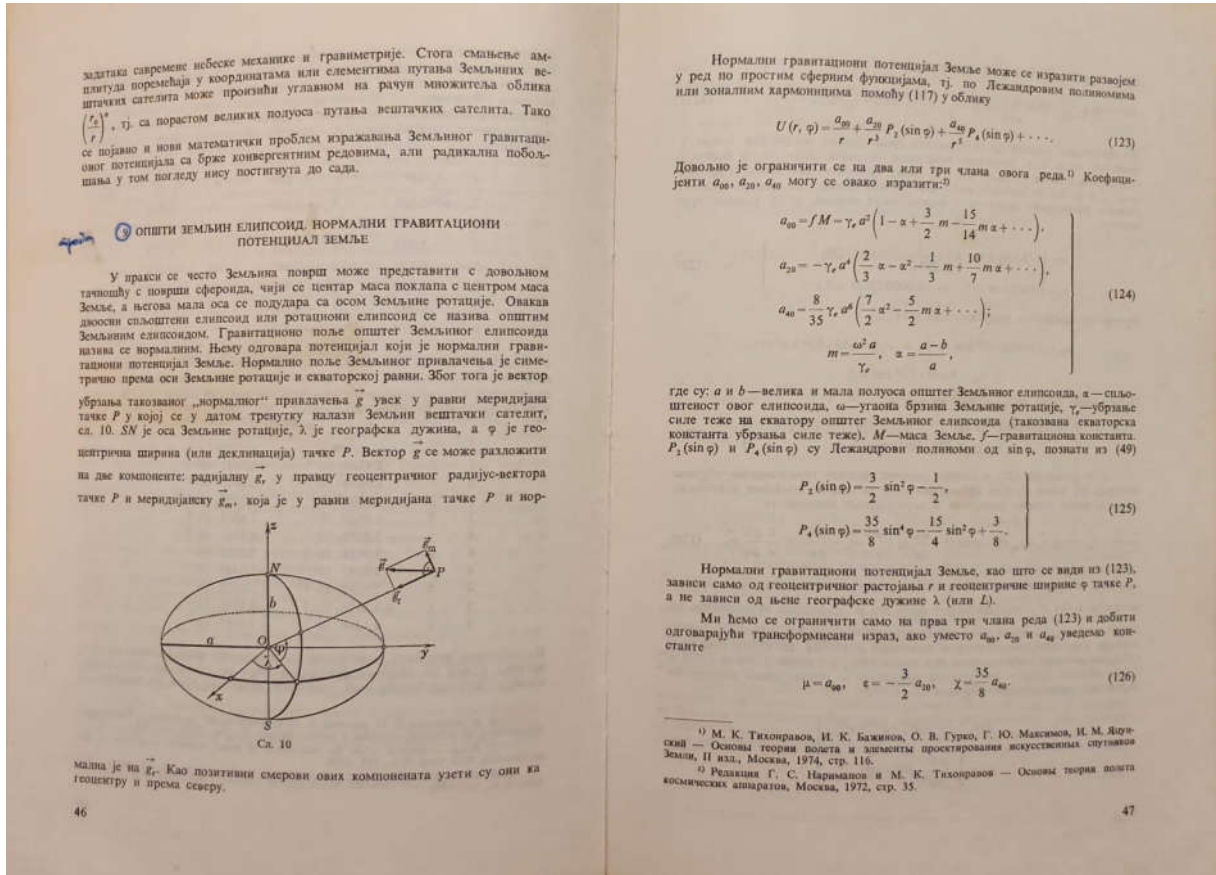 задатака савремене небеске механике и гравиметрије. Стога смањење ам-
плитуда поремећаја у координатама или елементима путања Земљиних ве-
штачких сателита може произићи углавном на рачун множитеља облика
(r₀/r)ⁿ, тј. са порастом великих полуоса путања вештачких сателита. Тако
се појавио и нови математички проблем изражавања Земљиног гравитаци-
оног потенцијала са брже конвергентним редовима, али радикална побољ-
шања у том погледу нису постигнута до сада.
ОПШТИ ЗЕМЉИН ЕЛИПСОИД. НОРМАЛНИ ГРАВИТАЦИОНИ
ПОТЕНЦИЈАЛ ЗЕМЉЕ
У пракси се често Земљина површ може представити с довољном
тачношћу с површи сфероида, чији се центар маса поклапа с центром маса
Земље, а његова мала оса се подудара са осом Земљине ротације. Овакав
двоосни спљоштени елипсоид или ротациони елипсоид се назива општим
Земљиним елипсоидом. Гравитационо поље општег Земљиног елипсоида
назива се нормалним. Њему одговара потенцијал који је нормални грави-
тациони потенцијал Земље. Нормално поље Земљиног привлачења је симе-
трично према оси Земљине ротације и екваторској равни. Због тога је вектор
убрзања такозваног „нормалног“ привлачења g⃗ увек у равни меридијана
тачке P у којој се у датом тренутку налази Земљин вештачки сателит,
сл. 10. SN је оса Земљине ротације, λ је географска дужина, а φ је гео-
центрична ширина (или деклинација) тачке P. Вектор g⃗ се може разложити
на две компоненте: радијалну g⃗ᵣ у правцу геоцентричног радијус-вектора
тачке P и меридијанску g⃗ₘ, која је у равни меридијана тачке P и нор-
z
N
g⃗ₘ
g⃗
P
g⃗ᵣ
b
a
O
φ
λ
y
x
S
Сл. 10
мална је на g⃗ᵣ. Као позитивни смерови ових компонената узети су они ка
геоцентру и према северу.
46
Нормални гравитациони потенцијал Земље може се изразити развојем
у ред по простим сферним функцијама, тј. по Лежандровим полиномима
или зоналним хармоницима помоћу (117) у облику
U (r, φ) = a₀₀/r + a₂₀/r³ P₂ (sin φ) + a₄₀/r⁵ P₄ (sin φ) + · · · . (123)
Довољно је ограничити се на два или три члана овога реда.¹⁾ Коефици-
јенти a₀₀, a₂₀, a₄₀ могу се овако изразити:²⁾
a₀₀ = fM = γₑ a² (1 − α + 3/2 m − 15/14 m α + · · ·),
a₂₀ = − γₑ a⁴ (2/3 α − α² − 1/3 m + 10/7 m α + · · ·),
(124)
a₄₀ = 8/35 γₑ a⁶ (7/2 α² − 5/2 m α + · · ·);
m = ω² a/γₑ, α = a − b/a,
где су: a и b — велика и мала полуоса општег Земљиног елипсоида, α — спљо-
штеност овог елипсоида, ω — угаона брзина Земљине ротације, γₑ — убрзање
силе теже на екватору општег Земљиног елипсоида (такозвана екваторска
константа убрзања силе теже), M — маса Земље, f — гравитациона константа.
P₂ (sin φ) и P₄ (sin φ) су Лежандрови полиноми од sin φ, познати из (49)
P₂ (sin φ) = 3/2 sin² φ − 1/2,
(125)
P₄ (sin φ) = 35/8 sin⁴ φ − 15/4 sin² φ + 3/8.
Нормални гравитациони потенцијал Земље, као што се види из (123),
зависи само од геоцентричног растојања r и геоцентричне ширине φ тачке P,
а не зависи од њене географске дужине λ (или L).
Ми ћемо се ограничити само на прва три члана реда (123) и добити
одговарајући трансформисани израз, ако уместо a₀₀, a₂₀ и a₄₀ уведемо кон-
станте
μ = a₀₀, ε = − 3/2 a₂₀, χ = 35/8 a₄₀. (126)
¹⁾ М. К. Тихонравов, И. К. Бажинов, О. В. Гурко, Г. Ю. Максимов, И. М. Яцун-
ский — Основы теории полета и элементы проектирования искусственных спутников
Земли, II изд., Москва, 1974, стр. 116.
²⁾ Редакция Г. С. Нариманов и М. К. Тихонравов — Основы теории полета
космических аппаратов, Москва, 1972, стр. 35.
47